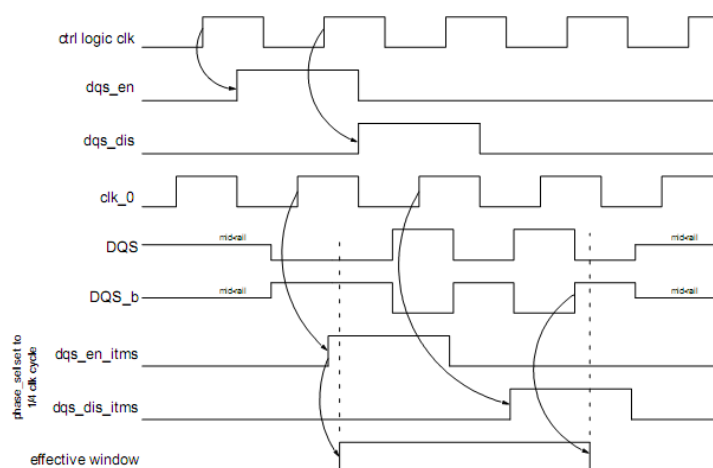 ctrl logic clk
dqs_en
dqs_dis
clk_0
DQS
mid-rail
mid-rail
DQS_b
mid-rail
mid-rail
phase_sel set to
1/4 clk cycle
dqs_en_itms
dqs_dis_itms
effective window